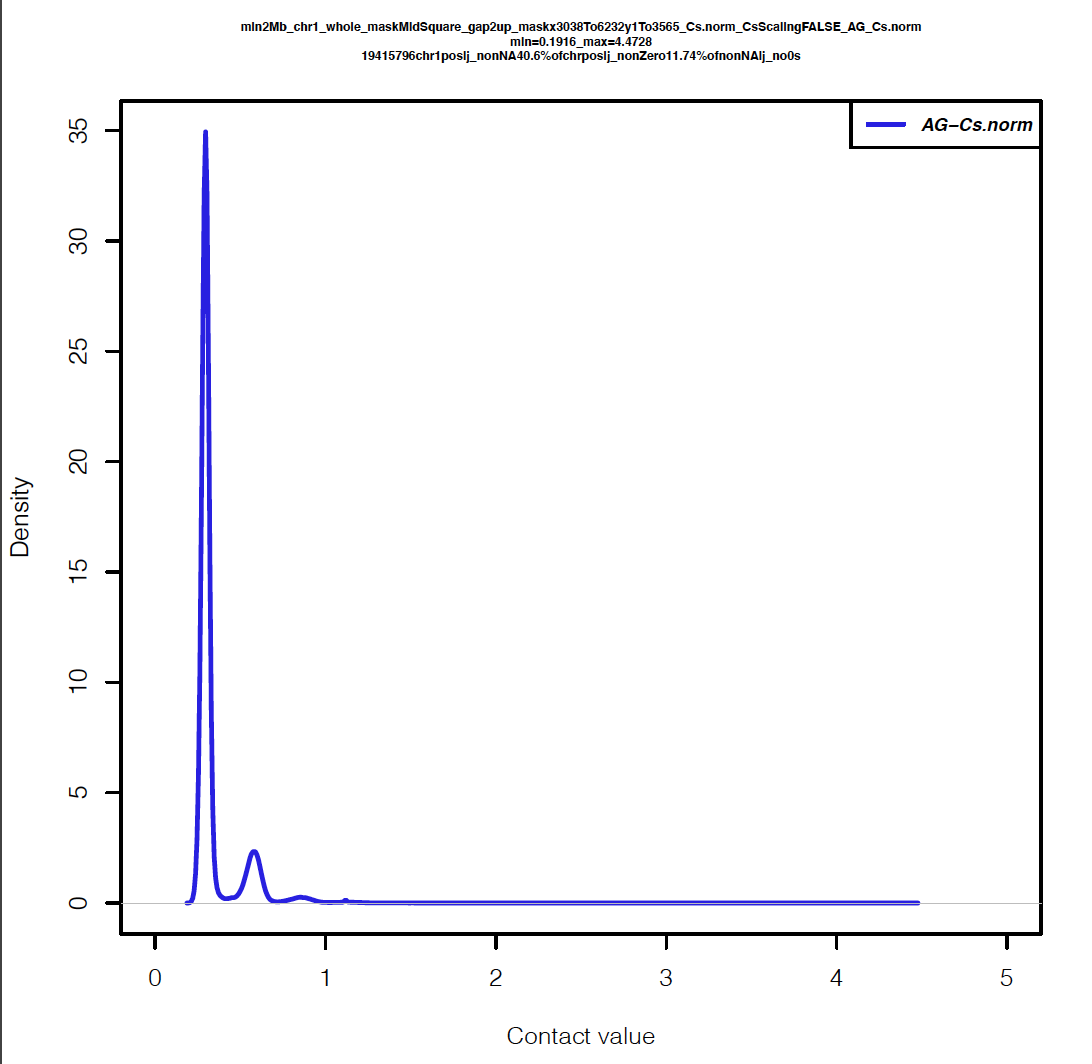 min2Mb_chr1_whole_maskMidSquare_gap2up_maskx3038To6232y1To3565_Cs.norm_CsScalingFALSE_AG_Cs.norm
min=0.1916_max=4.4728
19415796chr1posIj_nonNA40.6%ofchrposIj_nonZero11.74%ofnonNAIj_no0s
AG–Cs.norm
35
30
25
20
15
10
5
0
Density
0 1 2 3 4 5
Contact value